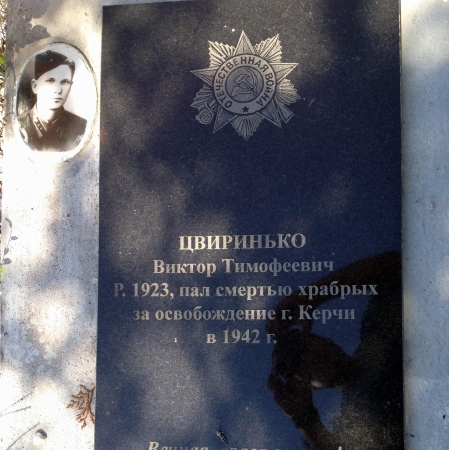 ОТЕЧЕСТВЕННАЯ ВОЙНА
ЦВИРИНЬКО
Виктор Тимофеевич
Р. 1923, пал смертью храбрых
за освобождение г. Керчи
в 1942 г.